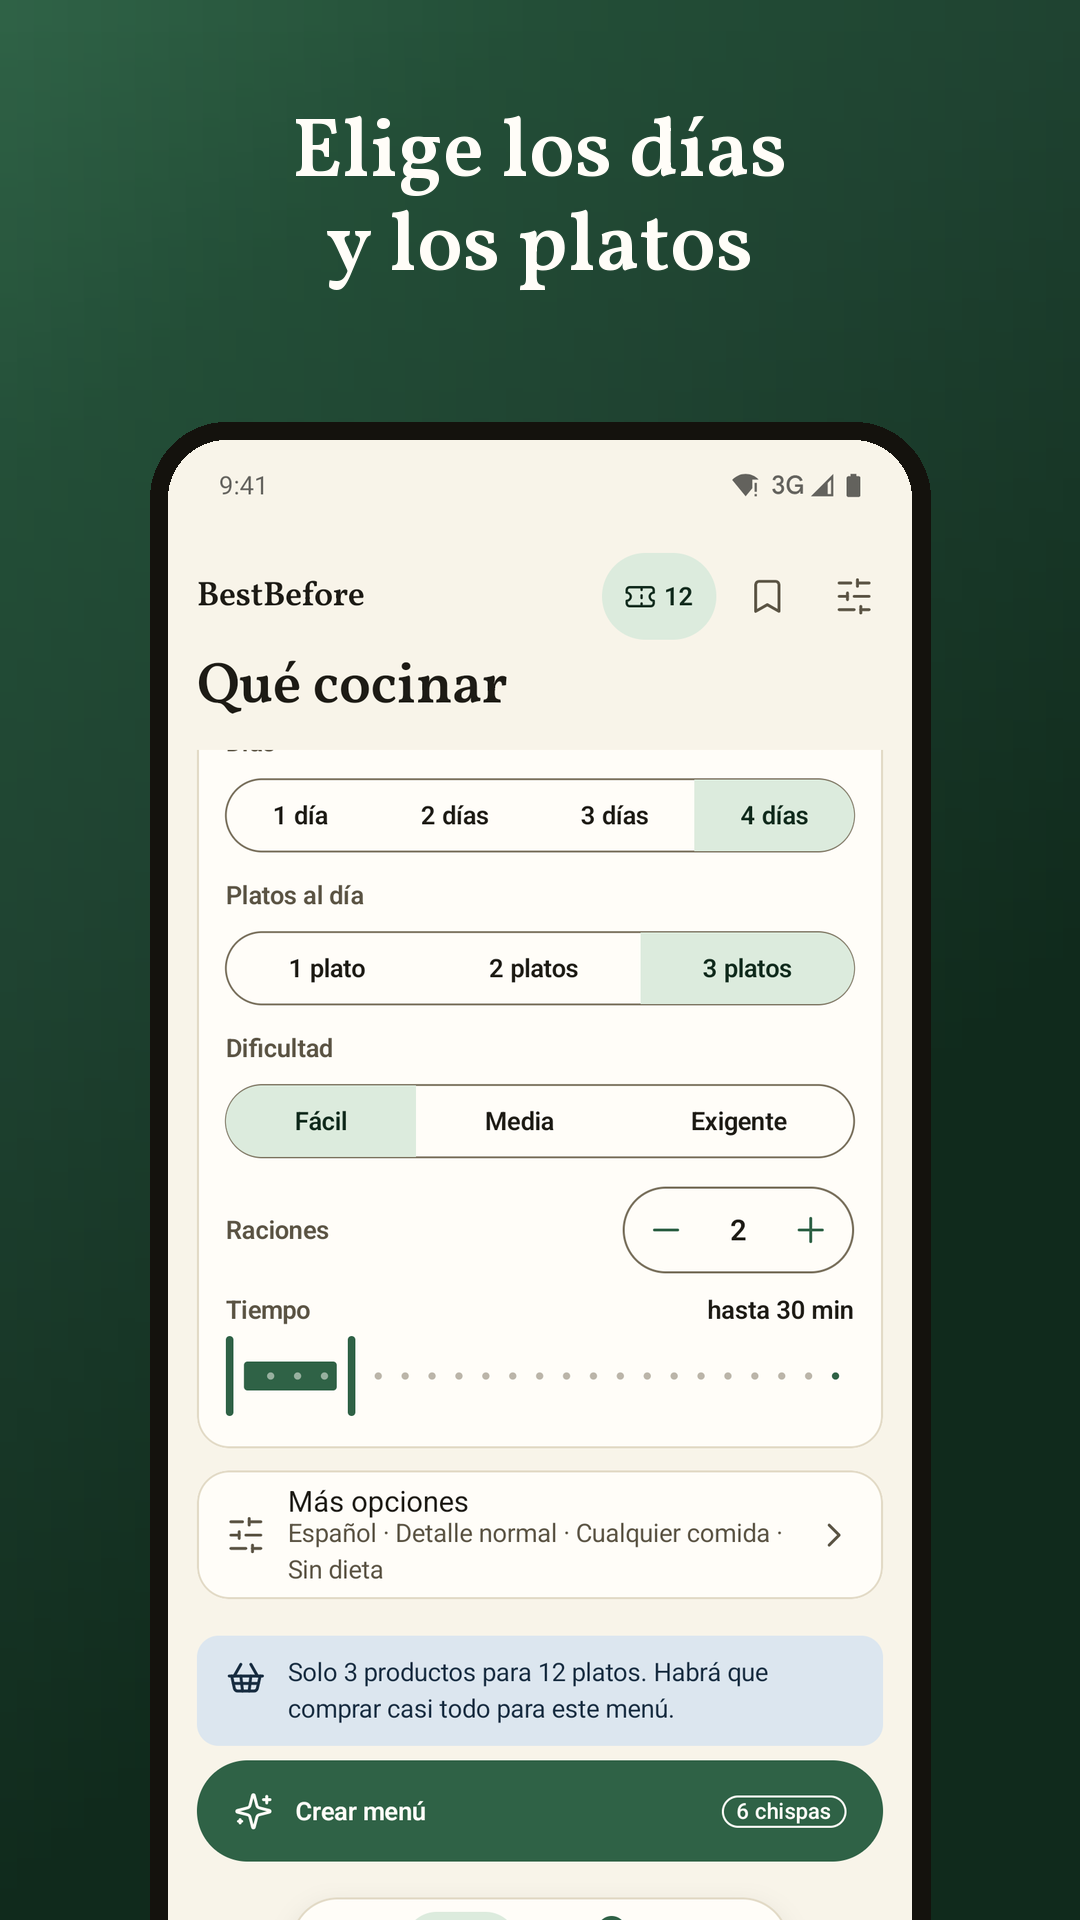 Elige los días
y los platos
9:41
3G
BestBefore
12
Qué cocinar
1 día
2 días
3 días
4 días
Platos al día
1 plato
2 platos
3 platos
Dificultad
Fácil
Media
Exigente
Raciones
2
Tiempo
hasta 30 min
Más opciones
Español · Detalle normal · Cualquier comida ·
Sin dieta
Solo 3 productos para 12 platos. Habrá que
comprar casi todo para este menú.
Crear menú
6 chispas